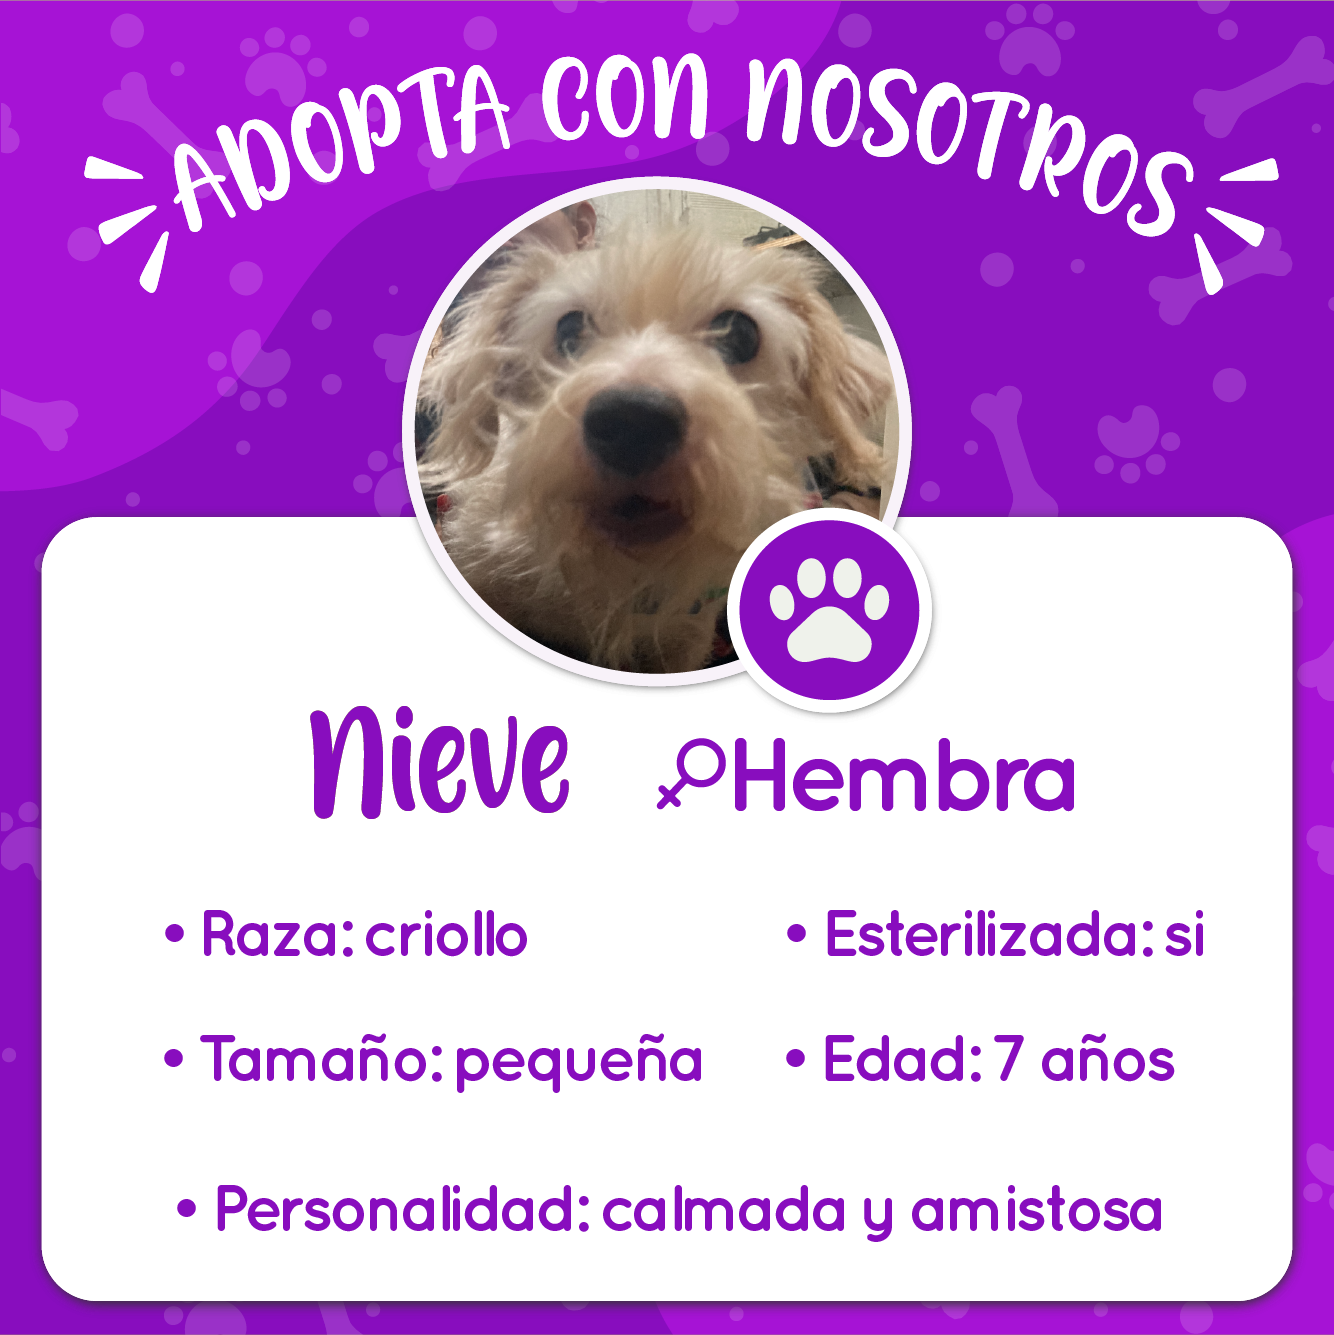 ADOPTA CON NOSOTROS
Nieve
Hembra
• Raza: criollo
• Esterilizada: si
• Tamaño: pequeña
• Edad: 7 años
• Personalidad: calmada y amistosa